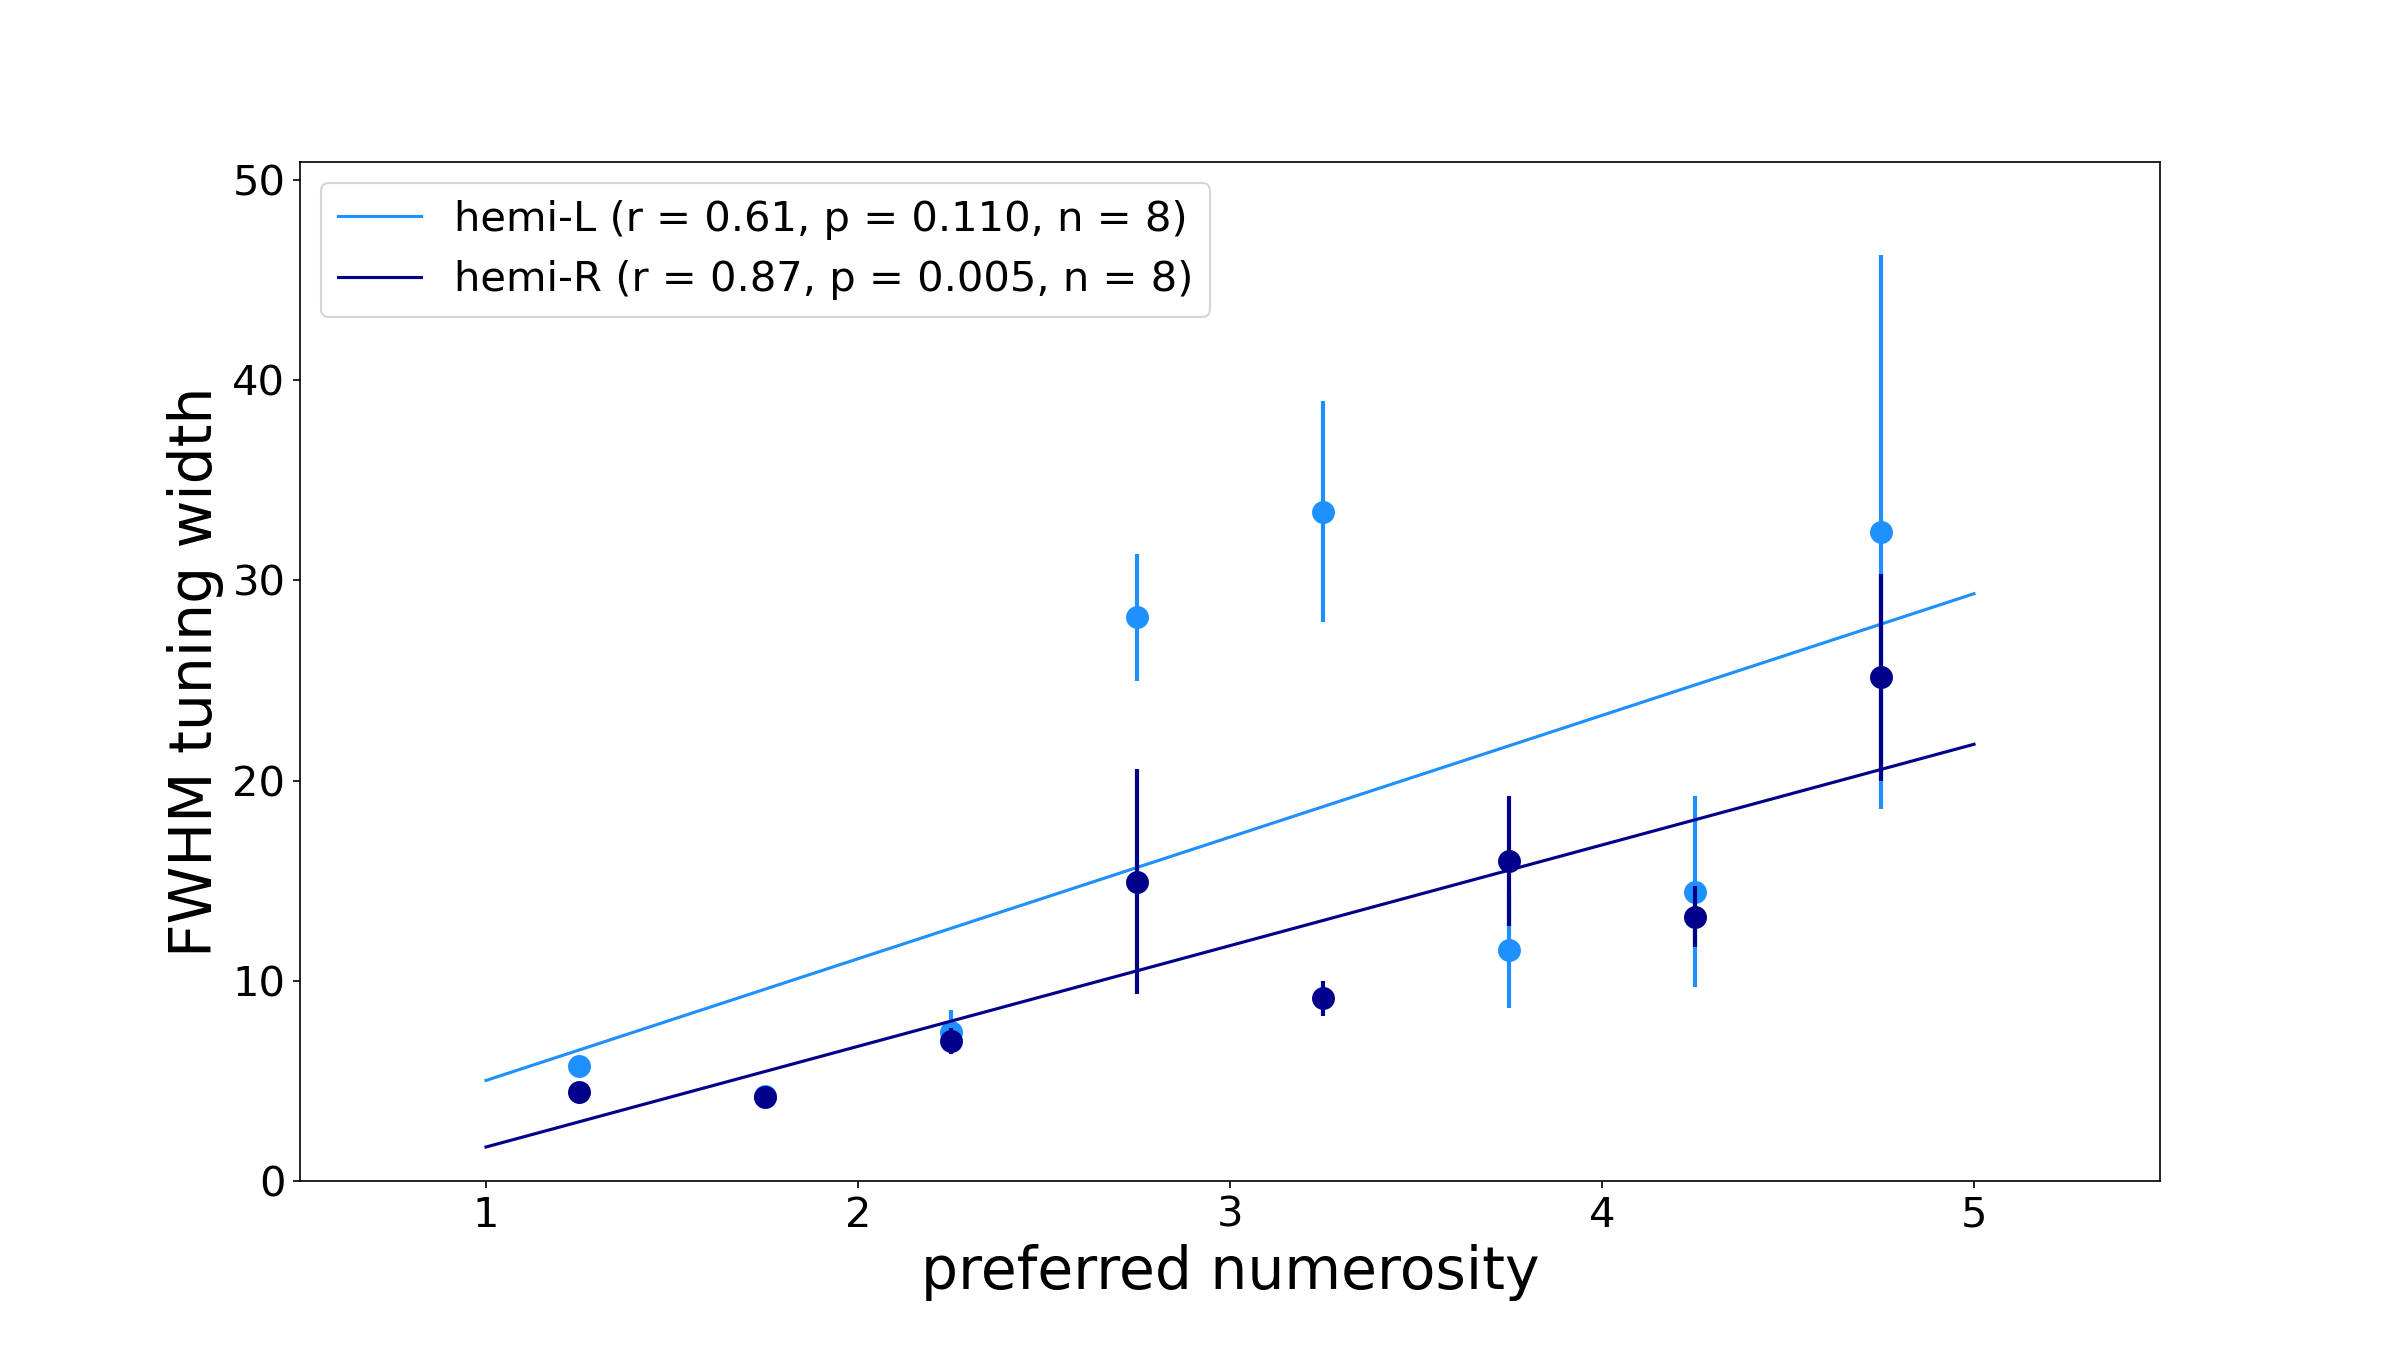 hemi-L (r = 0.61, p = 0.110, n = 8)
hemi-R (r = 0.87, p = 0.005, n = 8)
FWHM tuning width
50
40
30
20
10
0
1 2 3 4 5
preferred numerosity